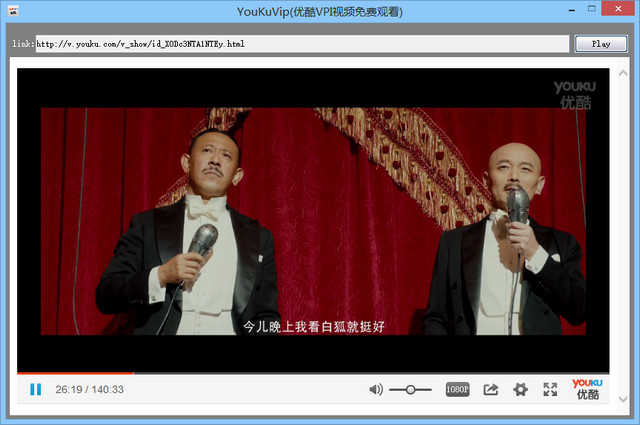 YouKuVip(优酷VPI视频免费观看)
link: http://v.youku.com/v_show/id_XODc3NTA1NTEy.html Play
YOUKU
优酷
今儿晚上我看白狐就挺好
26:19 / 140:33 1080P YOUKU
优酷